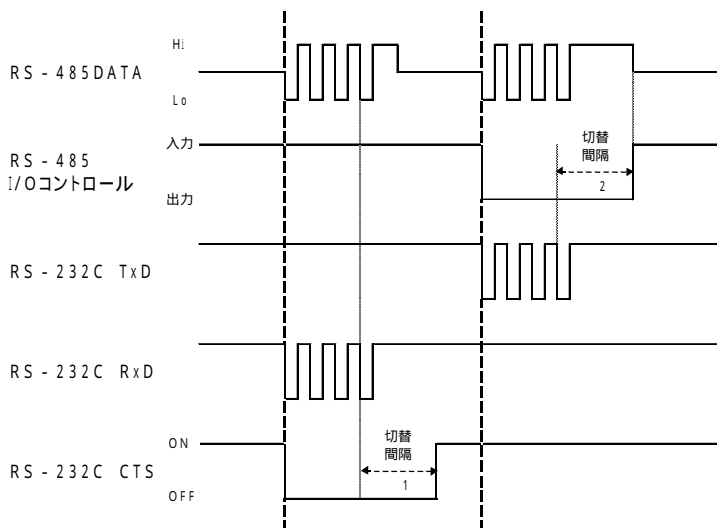 Hi
RS-485DATA
Lo
入力
RS-485
I/Oコントロール
出力
切替
間隔
2
RS-232C TxD
RS-232C RxD
ON
RS-232C CTS
OFF
切替
間隔
1